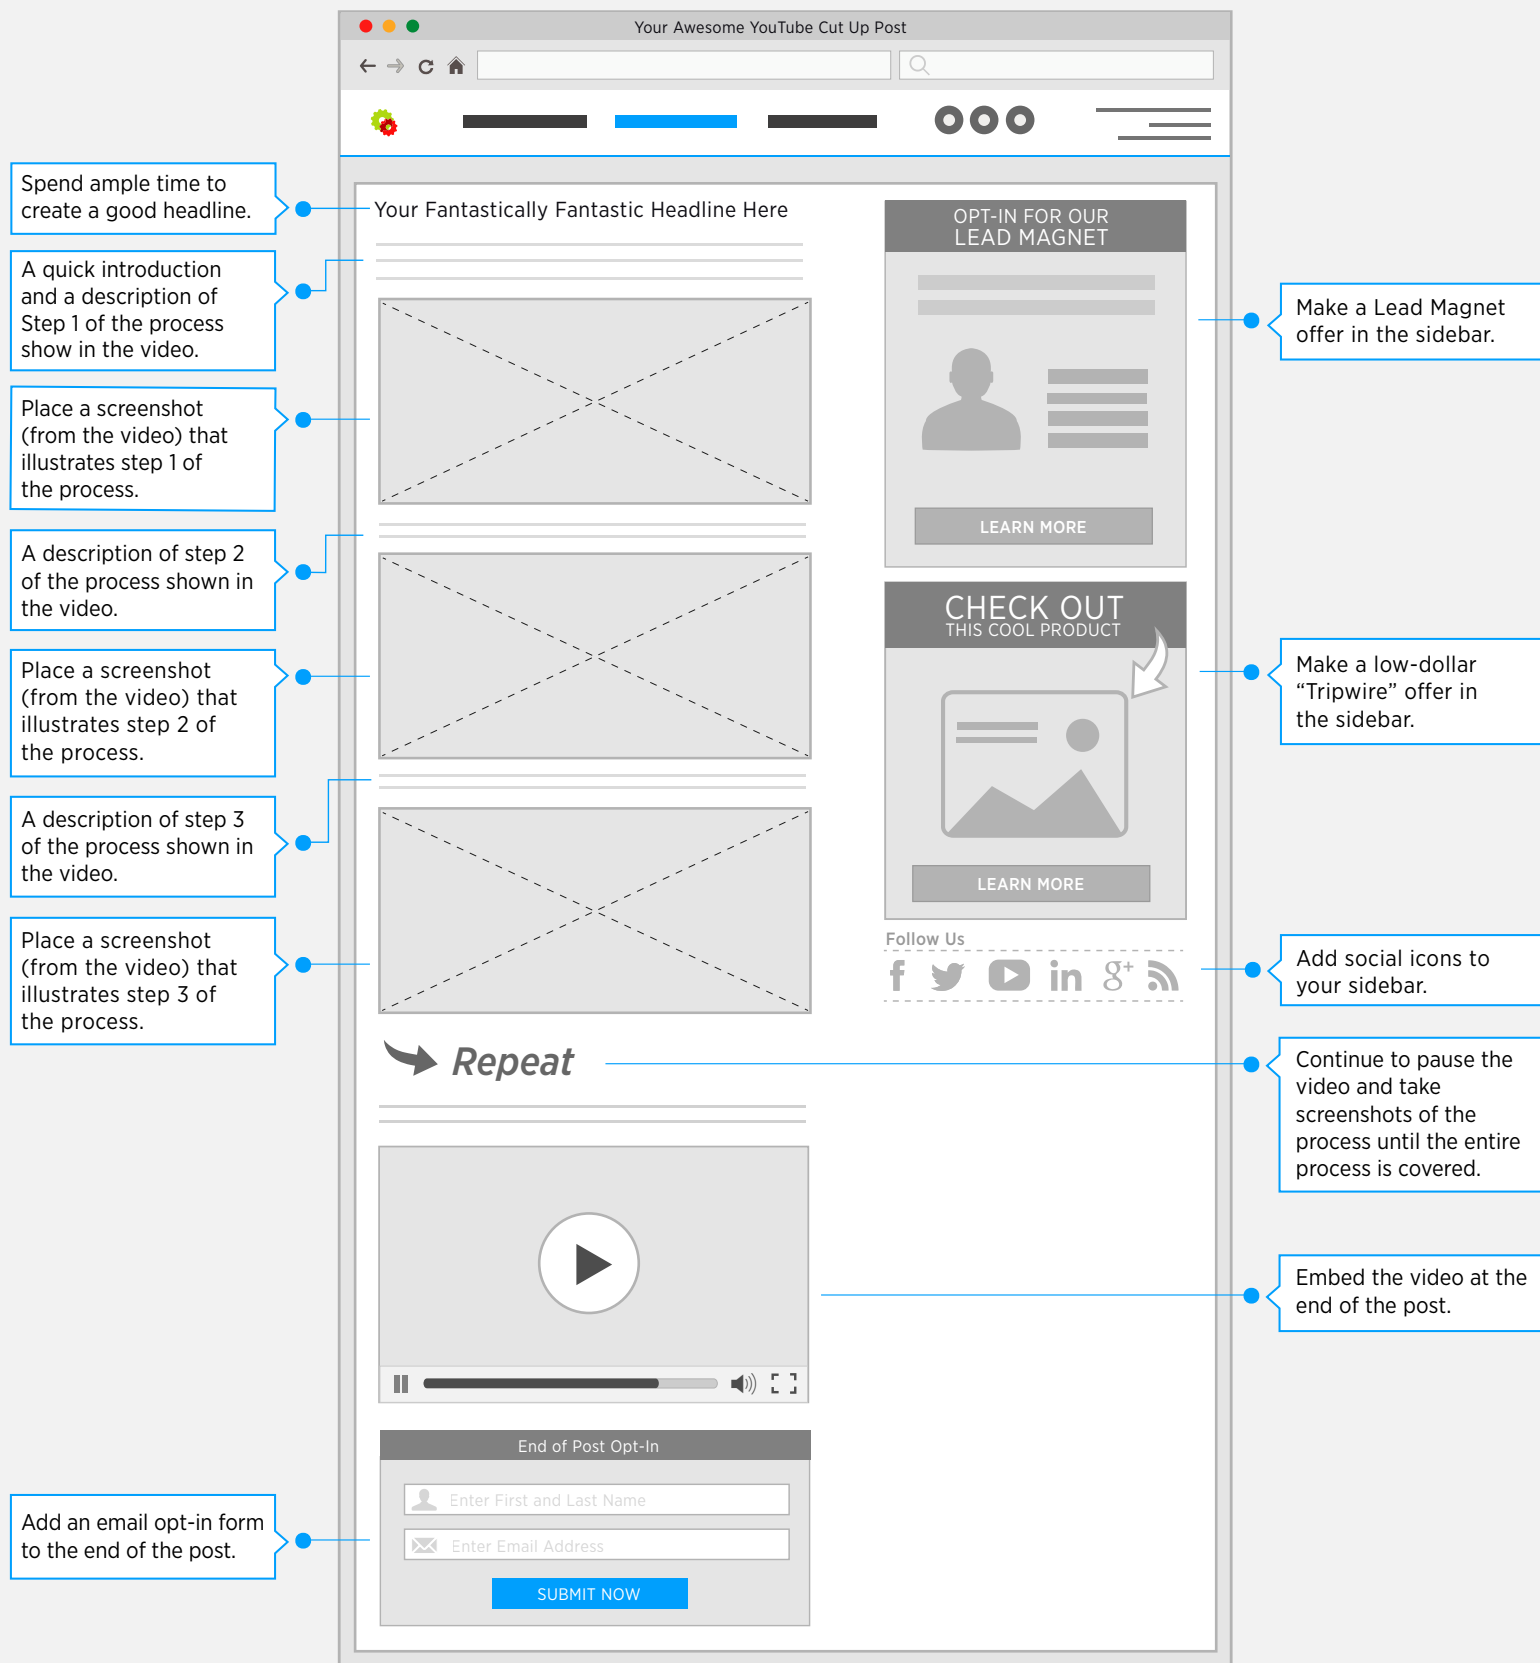 Your Awesome YouTube Cut Up Post
Spend ample time to
create a good headline.
A quick introduction
and a description of
Step 1 of the process
show in the video.
Place a screenshot
(from the video) that
illustrates step 1 of
the process.
A description of step 2
of the process shown in
the video.
Place a screenshot
(from the video) that
illustrates step 2 of
the process.
A description of step 3
of the process shown in
the video.
Place a screenshot
(from the video) that
illustrates step 3 of
the process.
Add an email opt-in form
to the end of the post.
Your Fantastically Fantastic Headline Here
Repeat
End of Post Opt-In
Enter First and Last Name
Enter Email Address
SUBMIT NOW
OPT-IN FOR OUR
LEAD MAGNET
LEARN MORE
CHECK OUT
THIS COOL PRODUCT
LEARN MORE
Follow Us
f in g+
Make a Lead Magnet
offer in the sidebar.
Make a low-dollar
“Tripwire” offer in
the sidebar.
Add social icons to
your sidebar.
Continue to pause the
video and take
screenshots of the
process until the entire
process is covered.
Embed the video at the
end of the post.